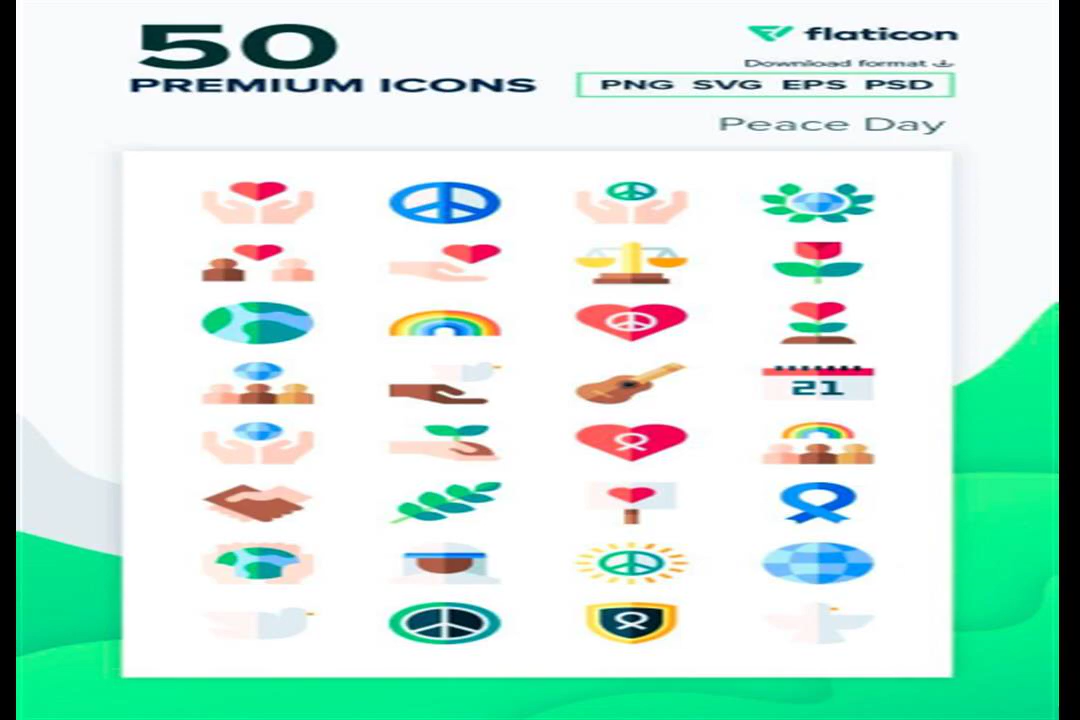 50
PREMIUM ICONS
flaticon
Download format
PNG SVG EPS PSD
Peace Day
21